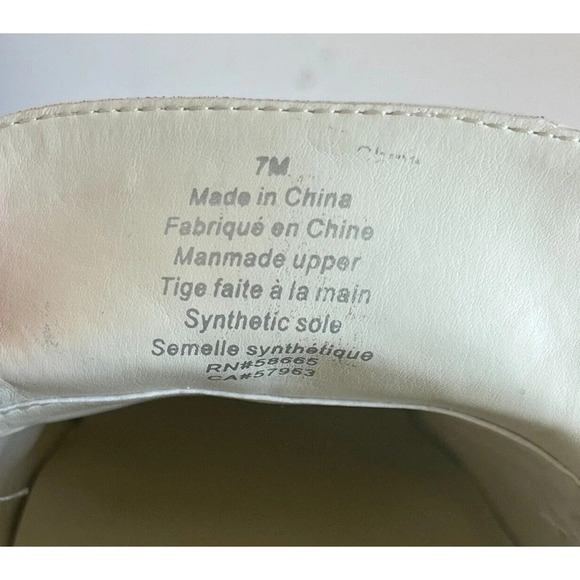 7M
Made in China
Fabriqué en Chine
Manmade upper
Tige faite à la main
Synthetic sole
Semelle synthétique
RN#58665
CA#57963